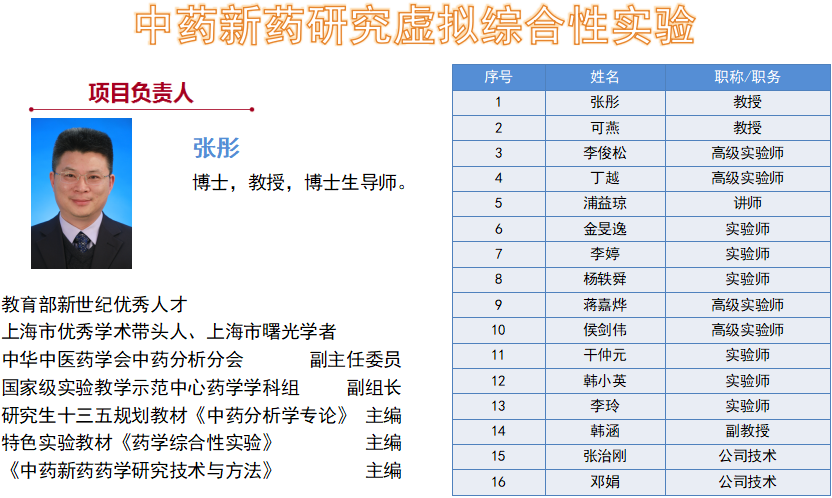 中药新药研究虚拟综合性实验
项目负责人
张彤
博士，教授，博士生导师。
教育部新世纪优秀人才
上海市优秀学术带头人、上海市曙光学者
中华中医药学会中药分析分会 副主任委员
国家级实验教学示范中心药学学科组 副组长
研究生十三五规划教材《中药分析学专论》 主编
特色实验教材《药学综合性实验》 主编
《中药新药药学研究技术与方法》 主编
序号 姓名 职称/职务
1 张彤 教授
2 可燕 教授
3 李俊松 高级实验师
4 丁越 高级实验师
5 浦益琼 讲师
6 金旻逸 实验师
7 李婷 实验师
8 杨轶舜 实验师
9 蒋嘉烨 高级实验师
10 侯剑伟 高级实验师
11 干仲元 实验师
12 韩小英 实验师
13 李玲 实验师
14 韩涵 副教授
15 张治刚 公司技术
16 邓娟 公司技术